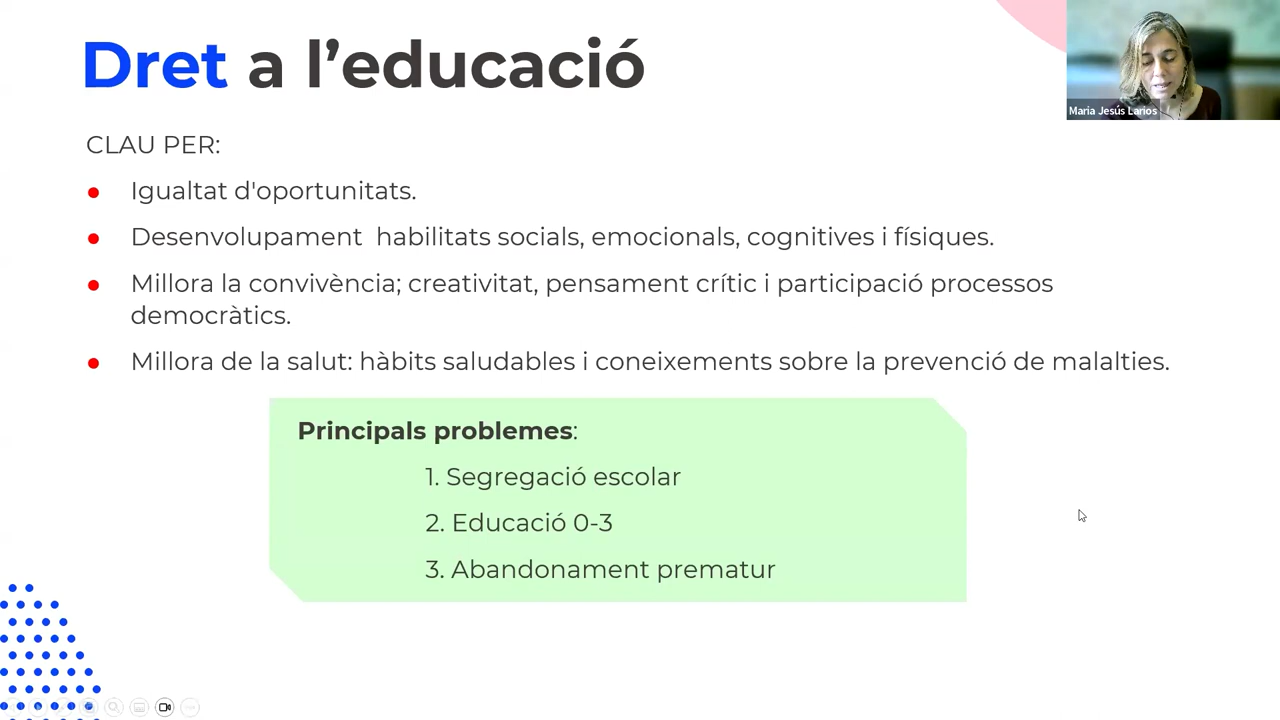 Dret a l’educació
Maria Jesús Larios
CLAU PER:
● Igualtat d'oportunitats.
● Desenvolupament  habilitats socials, emocionals, cognitives i físiques.
● Millora la convivència; creativitat, pensament crític i participació processos
democràtics.
● Millora de la salut: hàbits saludables i coneixements sobre la prevenció de malalties.
Principals problemes:
1. Segregació escolar
2. Educació 0-3
3. Abandonament prematur